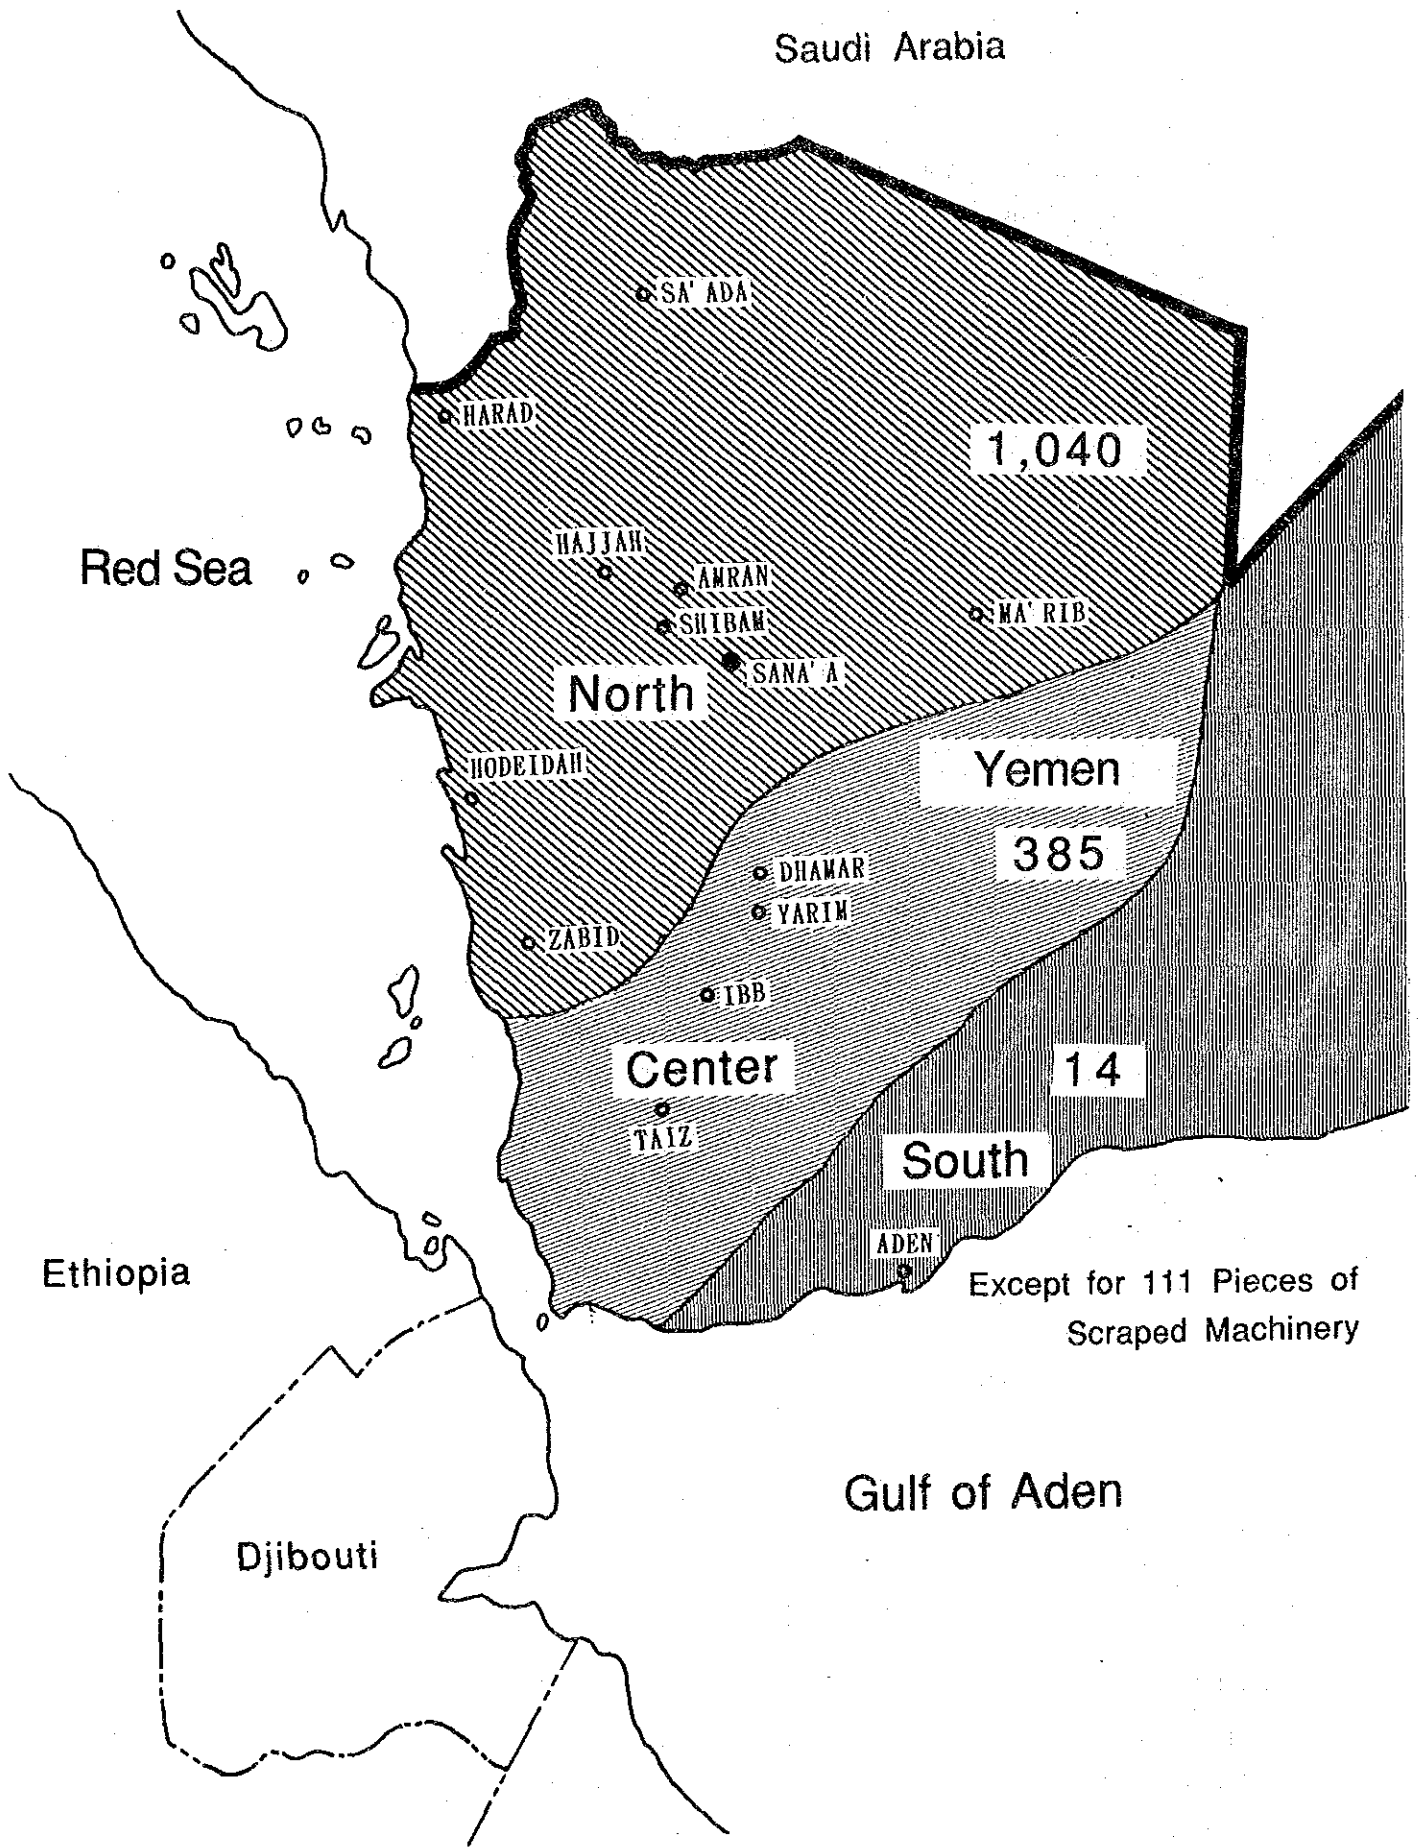 Saudi Arabia
SA'ADA
HARAD
1,040
HAJJAH
Red Sea
AMRAN
MA'RIB
SHIBAM
SANA'A
North
HODEIDAH
Yemen
385
DHAMAR
YARIM
ZABID
IBB
Center
14
TAIZ
South
ADEN
Ethiopia
Except for 111 Pieces of
Scraped Machinery
Gulf of Aden
Djibouti